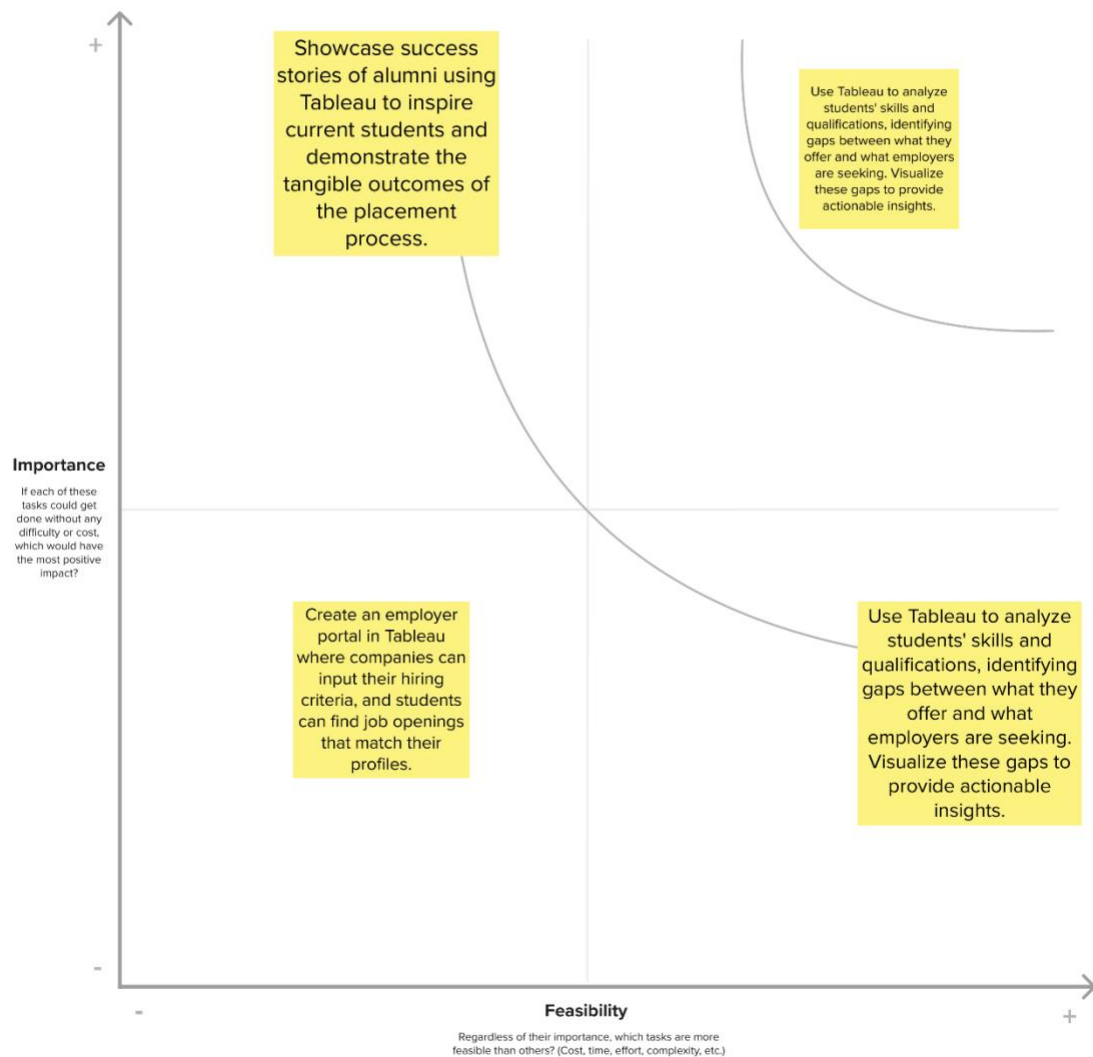 +
Showcase success
stories of alumni using
Tableau to inspire
current students and
demonstrate the
tangible outcomes of
the placement
process.
Use Tableau to analyze
students' skills and
qualifications, identifying
gaps between what they
offer and what employers
are seeking. Visualize
these gaps to provide
actionable insights.
Importance
If each of these
tasks could get
done without any
difficulty or cost,
which would have
the most positive
impact?
Create an employer
portal in Tableau
where companies can
input their hiring
criteria, and students
can find job openings
that match their
profiles.
Use Tableau to analyze
students' skills and
qualifications, identifying
gaps between what they
offer and what
employers are seeking.
Visualize these gaps to
provide actionable
insights.
-
-
Feasibility
+
Regardless of their importance, which tasks are more
feasible than others? (Cost, time, effort, complexity, etc.)